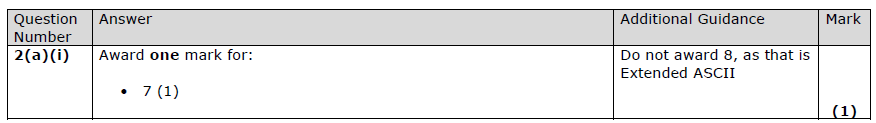 Question Number Answer Additional Guidance Mark
2(a)(i) Award one mark for: Do not award 8, as that is Extended ASCII
• 7 (1)
(1)